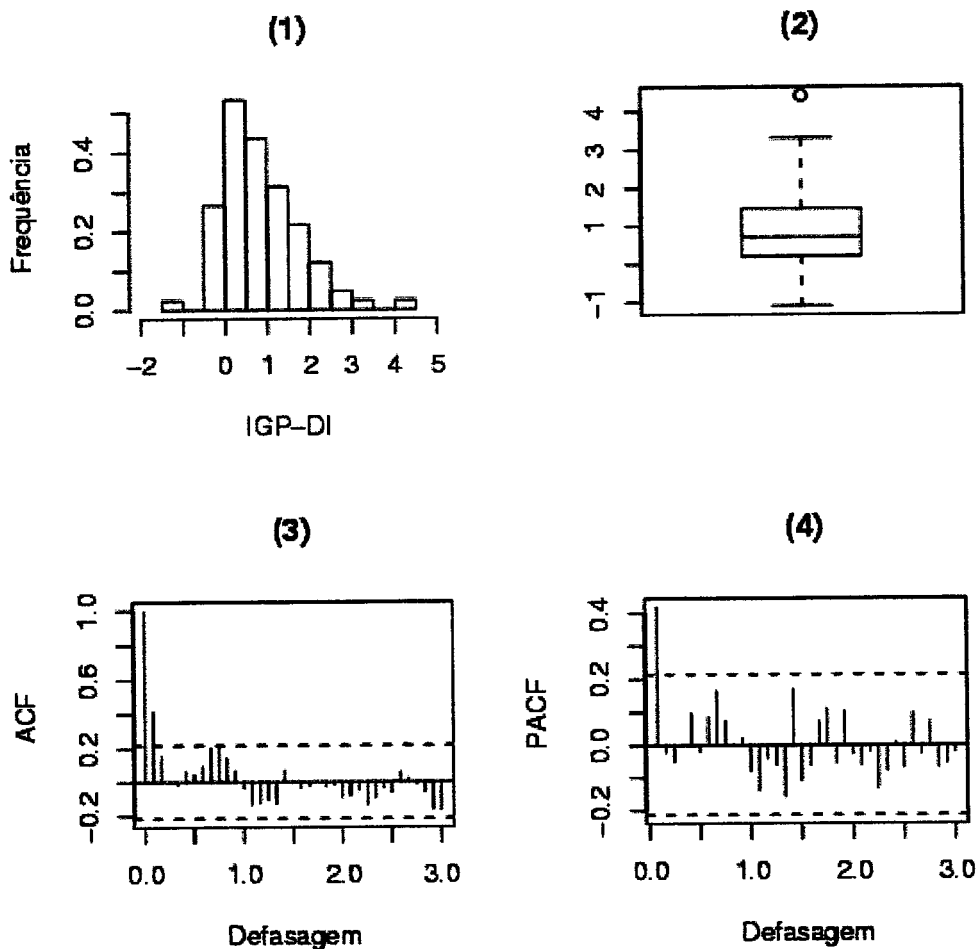 (1)
Frequência
0.0 0.2 0.4
-2 0 1 2 3 4 5
IGP-DI
(2)
-1 1 2 3 4
(3)
ACF
-0.2 0.2 0.6 1.0
0.0 1.0 2.0 3.0
Defasagem
(4)
PACF
-0.2 0.0 0.2 0.4
0.0 1.0 2.0 3.0
Defasagem